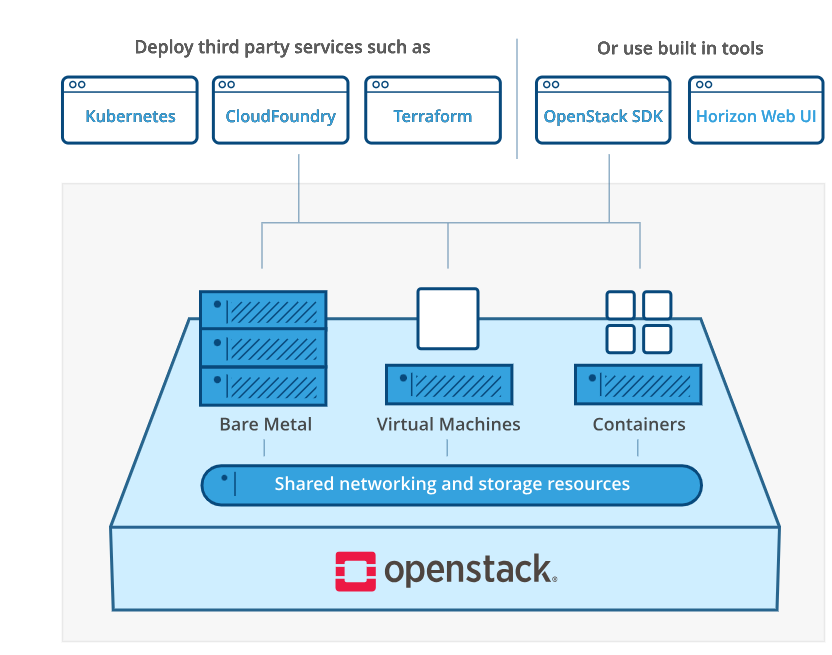 Deploy third party services such as
Or use built in tools
Kubernetes
CloudFoundry
Terraform
OpenStack SDK
Horizon Web UI
Bare Metal
Virtual Machines
Containers
Shared networking and storage resources
openstack®